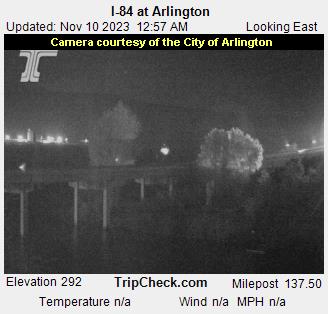 I-84 at Arlington
Updated: Nov 10 2023 12:57 AM Looking East
Camera courtesy of the City of Arlington
Elevation 292 TripCheck.com Milepost 137.50
Temperature n/a Wind n/a MPH n/a